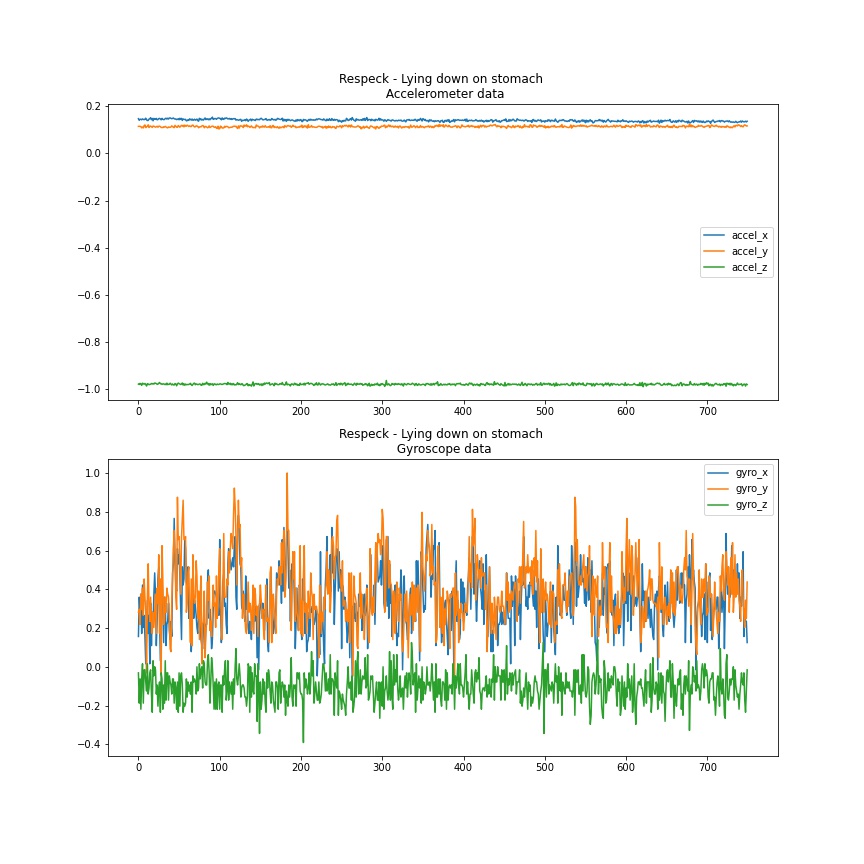 Respeck - Lying down on stomach
Accelerometer data
0.2
0.0
−0.2
−0.4
−0.6
−0.8
−1.0
accel_x
accel_y
accel_z
0 100 200 300 400 500 600 700
Respeck - Lying down on stomach
Gyroscope data
1.0
0.8
0.6
0.4
0.2
0.0
−0.2
−0.4
gyro_x
gyro_y
gyro_z
0 100 200 300 400 500 600 700